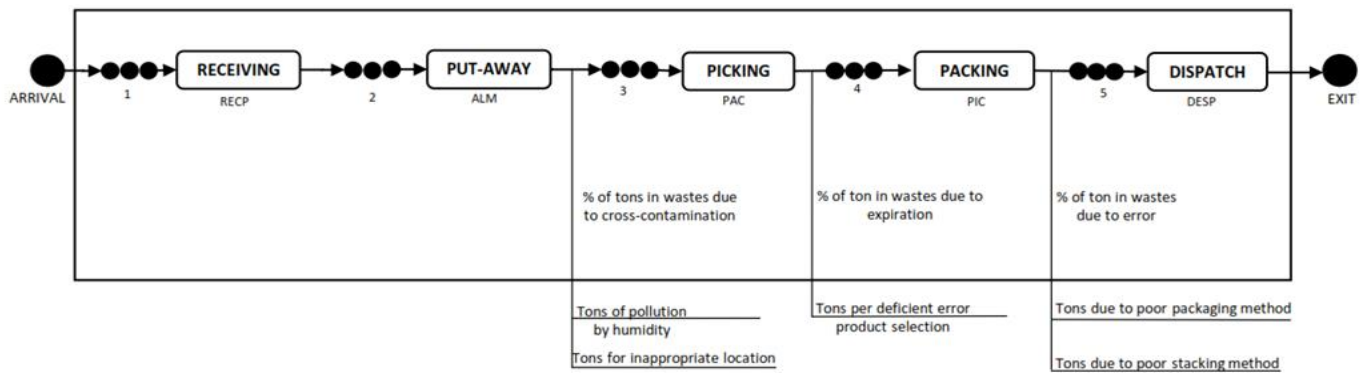 RECEIVING
PUT-AWAY
PICKING
PACKING
DISPATCH
ARRIVAL
1
RECP
2
ALM
3
PAC
4
PIC
5
DESP
EXIT
% of tons in wastes due
to cross-contamination
% of ton in wastes due to
expiration
% of ton in wastes
due to error
Tons of pollution
by humidity
Tons for inappropriate location
Tons per deficient error
product selection
Tons due to poor packaging method
Tons due to poor stacking method